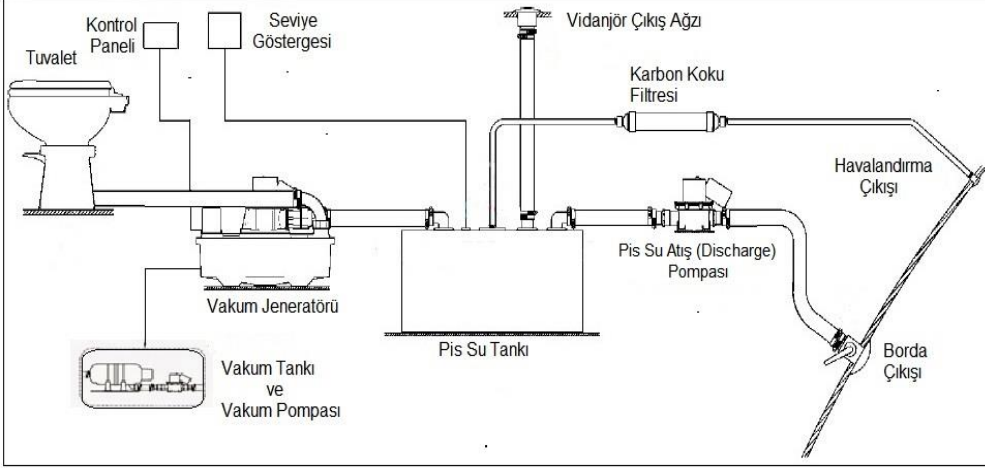 Kontrol
Paneli
Seviye
Göstergesi
Tuvalet
Vidanjör Çıkış Ağzı
Karbon Koku
Filtresi
Havalandırma
Çıkışı
Pis Su Atış (Discharge)
Pompası
Vakum Jeneratörü
Pis Su Tankı
Borda
Çıkışı
Vakum Tankı
ve
Vakum Pompası